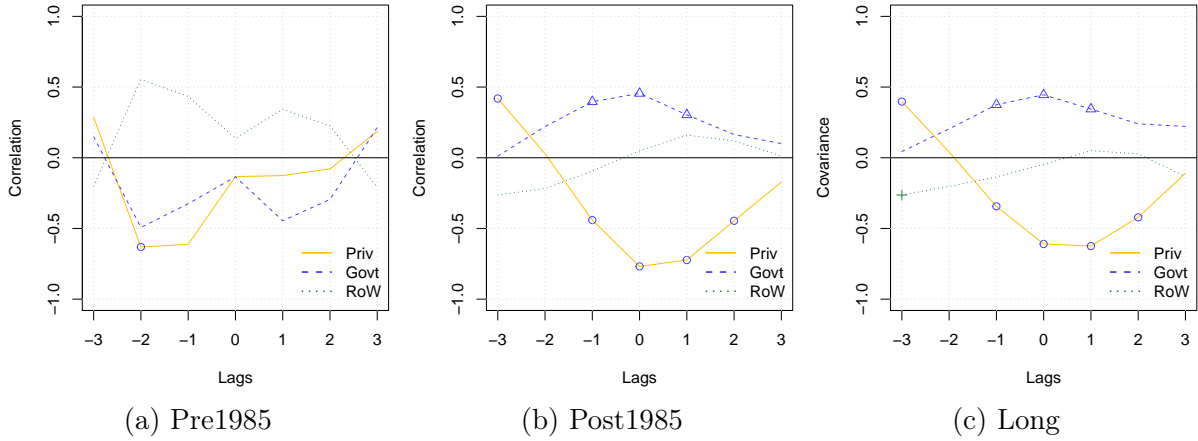 1.0
0.5
0.0
−0.5
−1.0
Correlation
−3 −2 −1 0 1 2 3
Lags
Priv
Govt
RoW
(a) Pre1985
1.0
0.5
0.0
−0.5
−1.0
Correlation
−3 −2 −1 0 1 2 3
Lags
Priv
Govt
RoW
(b) Post1985
1.0
0.5
0.0
−0.5
−1.0
Covariance
−3 −2 −1 0 1 2 3
Lags
Priv
Govt
RoW
(c) Long